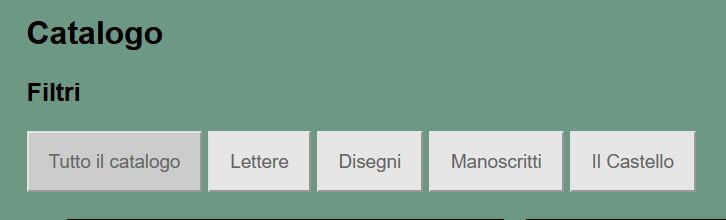 Catalogo
Filtri
Tutto il catalogo Lettere Disegni Manoscritti Il Castello